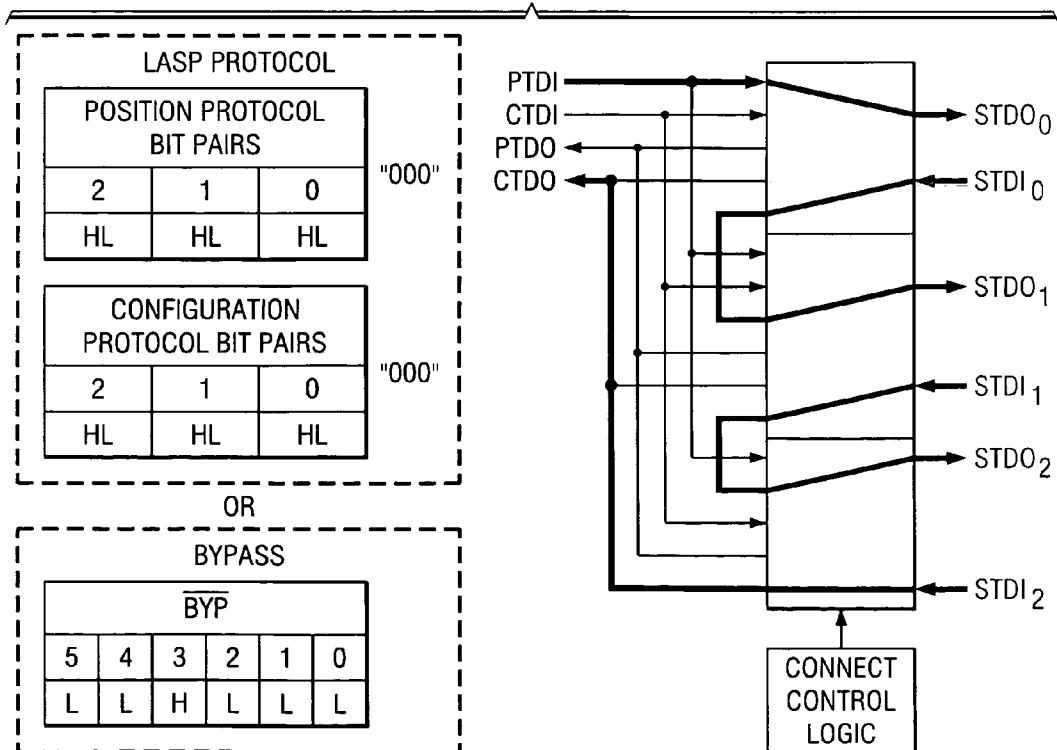 LASP PROTOCOL
POSITION PROTOCOL
BIT PAIRS
"000"
2 1 0
HL HL HL
CONFIGURATION
PROTOCOL BIT PAIRS
"000"
2 1 0
HL HL HL
OR
BYPASS
BYP
5 4 3 2 1 0
L L H L L L
PTDI
CTDI
PTDO
CTDO
STDO0
STDI0
STDO1
STDI1
STDO2
STDI2
CONNECT
CONTROL
LOGIC